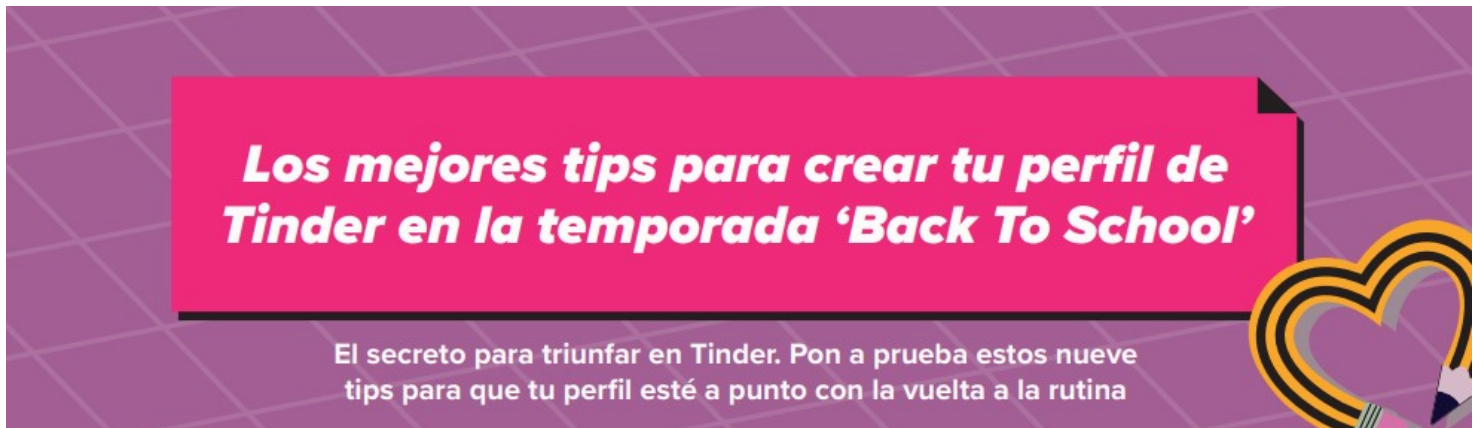 Los mejores tips para crear tu perfil de
Tinder en la temporada ‘Back To School’
El secreto para triunfar en Tinder. Pon a prueba estos nueve
tips para que tu perfil esté a punto con la vuelta a la rutina